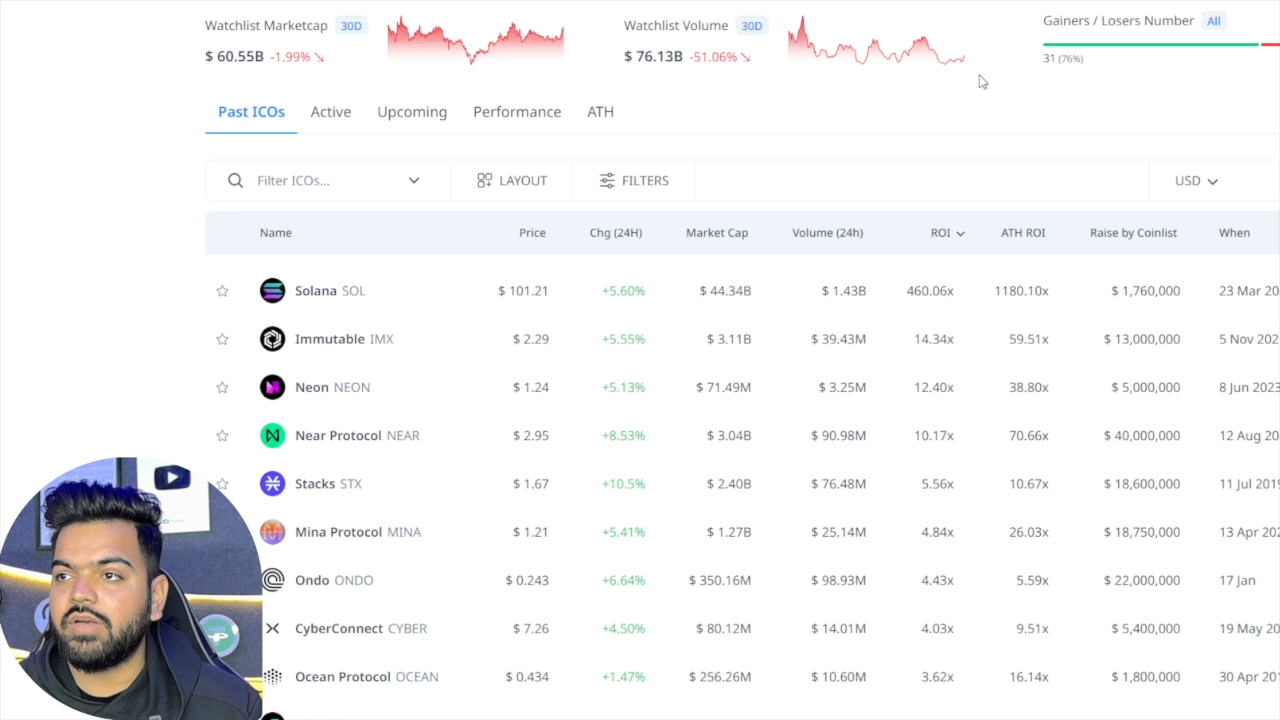 Watchlist Marketcap 30D
$ 60.55B -1.99%
Watchlist Volume 30D
$ 76.13B -51.06%
Gainers / Losers Number All
31 (76%)
Past ICOs Active Upcoming Performance ATH
Filter ICOs... LAYOUT FILTERS USD
Name Price Chg (24H) Market Cap Volume (24h) ROI ATH ROI Raise by Coinlist When
Solana SOL $ 101.21 +5.60% $ 44.34B $ 1.43B 460.06x 1180.10x $ 1,760,000 23 Mar 20
Immutable IMX $ 2.29 +5.55% $ 3.11B $ 39.43M 14.34x 59.51x $ 13,000,000 5 Nov 202
Neon NEON $ 1.24 +5.13% $ 71.49M $ 3.25M 12.40x 38.80x $ 5,000,000 8 Jun 2023
Near Protocol NEAR $ 2.95 +8.53% $ 3.04B $ 90.98M 10.17x 70.66x $ 40,000,000 12 Aug 20
Stacks STX $ 1.67 +10.5% $ 2.40B $ 76.48M 5.56x 10.67x $ 18,600,000 11 Jul 2019
Mina Protocol MINA $ 1.21 +5.41% $ 1.27B $ 25.14M 4.84x 26.03x $ 18,750,000 13 Apr 202
Ondo ONDO $ 0.243 +6.64% $ 350.16M $ 98.93M 4.43x 5.59x $ 22,000,000 17 Jan
CyberConnect CYBER $ 7.26 +4.50% $ 80.12M $ 14.01M 4.03x 9.51x $ 5,400,000 19 May 20
Ocean Protocol OCEAN $ 0.434 +1.47% $ 256.26M $ 10.60M 3.62x 16.14x $ 1,800,000 30 Apr 201